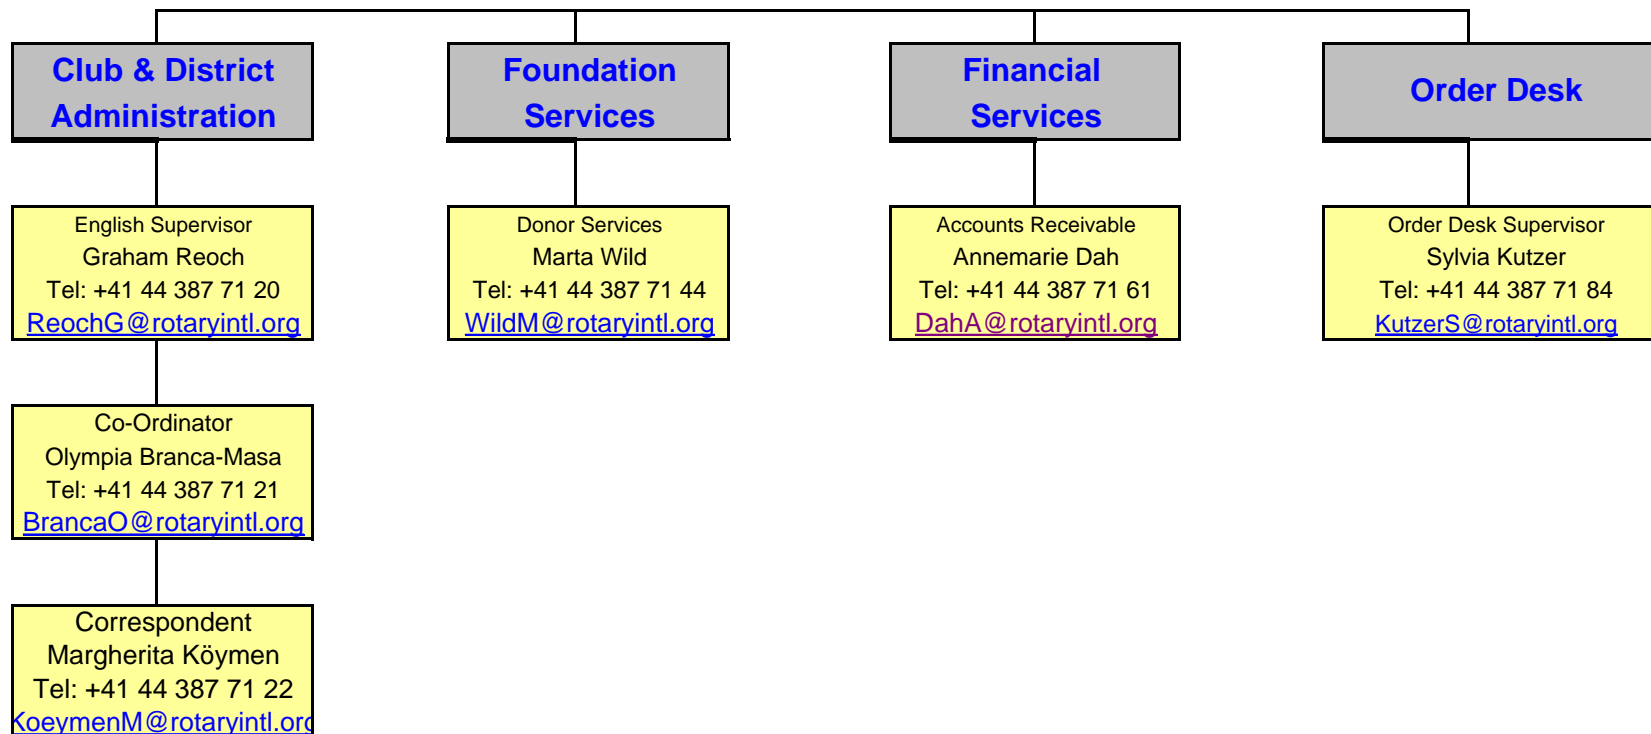 Club & District
Administration
Foundation
Services
Financial
Services
Order Desk
English Supervisor
Graham Reoch
Tel: +41 44 387 71 20
ReochG@rotaryintl.org
Donor Services
Marta Wild
Tel: +41 44 387 71 44
WildM@rotaryintl.org
Accounts Receivable
Annemarie Dah
Tel: +41 44 387 71 61
DahA@rotaryintl.org
Order Desk Supervisor
Sylvia Kutzer
Tel: +41 44 387 71 84
KutzerS@rotaryintl.org
Co-Ordinator
Olympia Branca-Masa
Tel: +41 44 387 71 21
BrancaO@rotaryintl.org
Correspondent
Margherita Köymen
Tel: +41 44 387 71 22
KoeymenM@rotaryintl.org